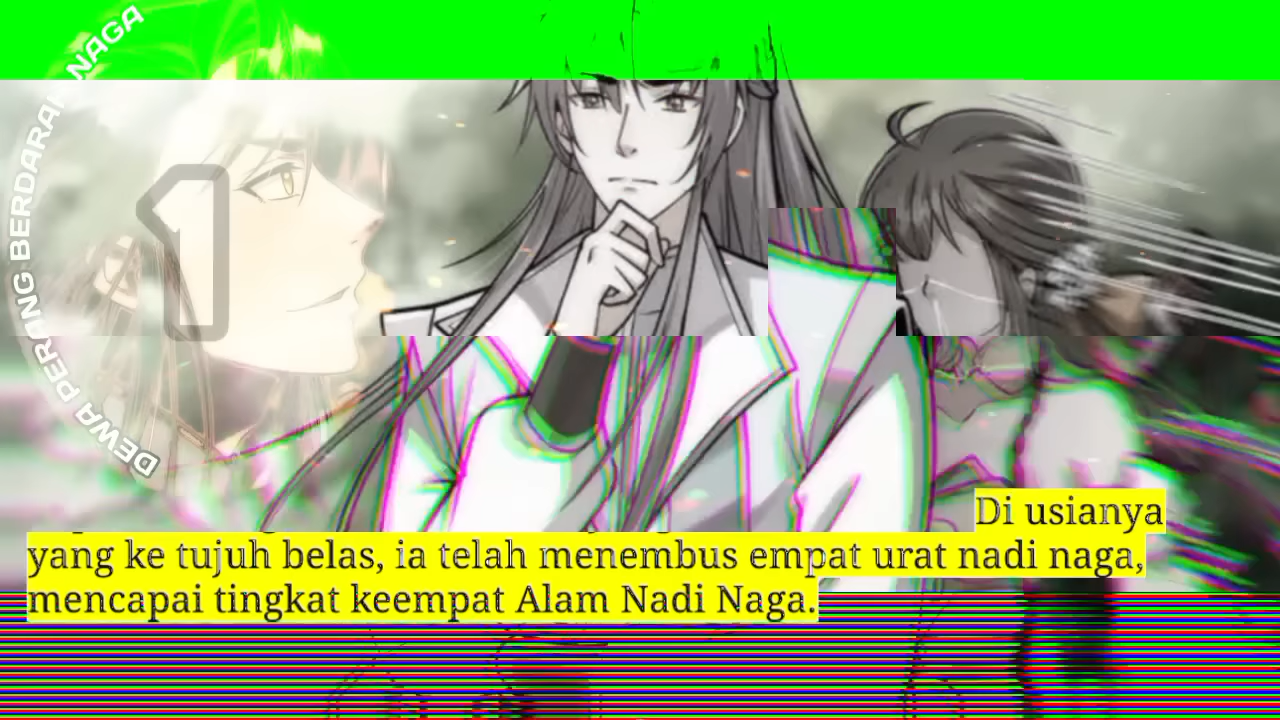 DEWA PERANG BERDARAH NAGA
1
Di usianya
yang ke tujuh belas, ia telah menembus empat urat nadi naga,
mencapai tingkat keempat Alam Nadi Naga.